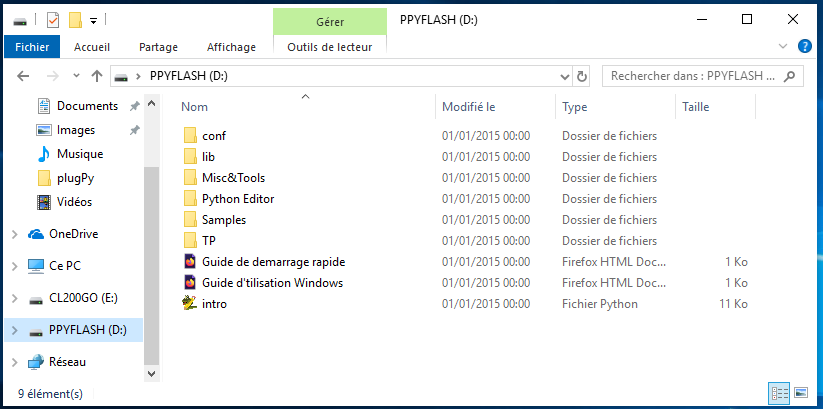 Gérer
PPYFLASH (D:)
Fichier Accueil Partage Affichage Outils de lecteur
PPYFLASH (D:) Rechercher dans : PPYFLASH ...
Nom Modifié le Type Taille
Documents
Images
Musique
plugPy
Vidéos
OneDrive
Ce PC
CL200GO (E:)
PPYFLASH (D:)
Réseau
conf 01/01/2015 00:00 Dossier de fichiers
lib 01/01/2015 00:00 Dossier de fichiers
Misc&Tools 01/01/2015 00:00 Dossier de fichiers
Python Editor 01/01/2015 00:00 Dossier de fichiers
Samples 01/01/2015 00:00 Dossier de fichiers
TP 01/01/2015 00:00 Dossier de fichiers
Guide de demarrage rapide 01/01/2015 00:00 Firefox HTML Doc... 1 Ko
Guide d'tilisation Windows 01/01/2015 00:00 Firefox HTML Doc... 1 Ko
intro 01/01/2015 00:00 Fichier Python 11 Ko
9 élément(s)